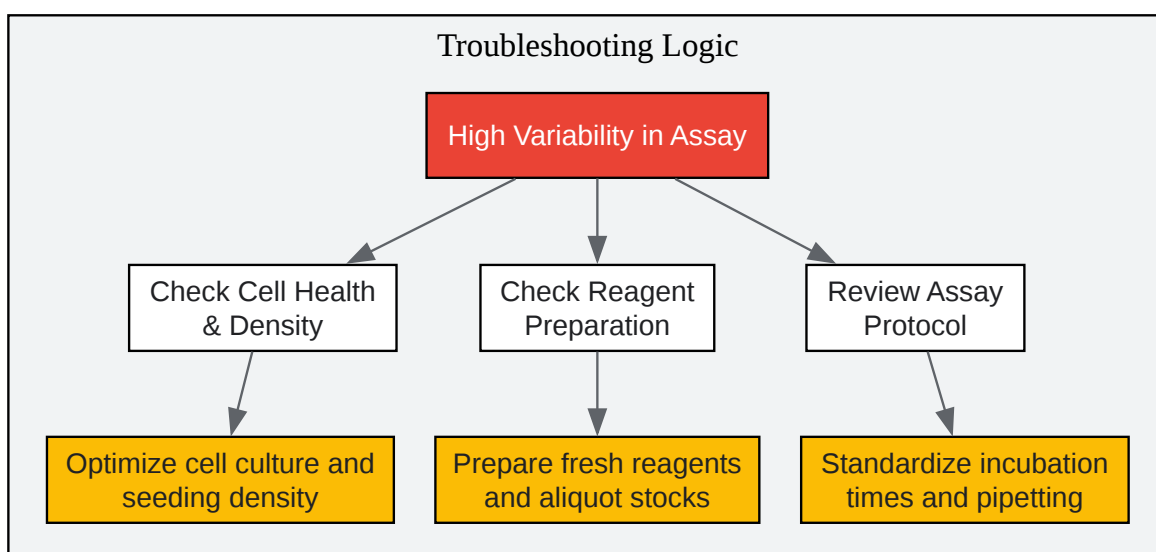 Troubleshooting Logic
High Variability in Assay
Check Cell Health
& Density
Check Reagent
Preparation
Review Assay
Protocol
Optimize cell culture and
seeding density
Prepare fresh reagents
and aliquot stocks
Standardize incubation
times and pipetting